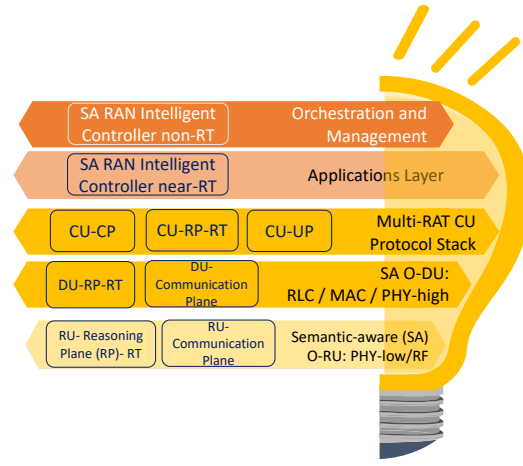 SA RAN Intelligent
Controller non-RT
Orchestration and
Management
SA RAN Intelligent
Controller near-RT
Applications Layer
CU-CP
CU-RP-RT
CU-UP
Multi-RAT CU
Protocol Stack
DU-RP-RT
DU-
Communication
Plane
SA O-DU:
RLC / MAC / PHY-high
RU- Reasoning
Plane (RP)- RT
RU-
Communication
Plane
Semantic-aware (SA)
O-RU: PHY-low/RF